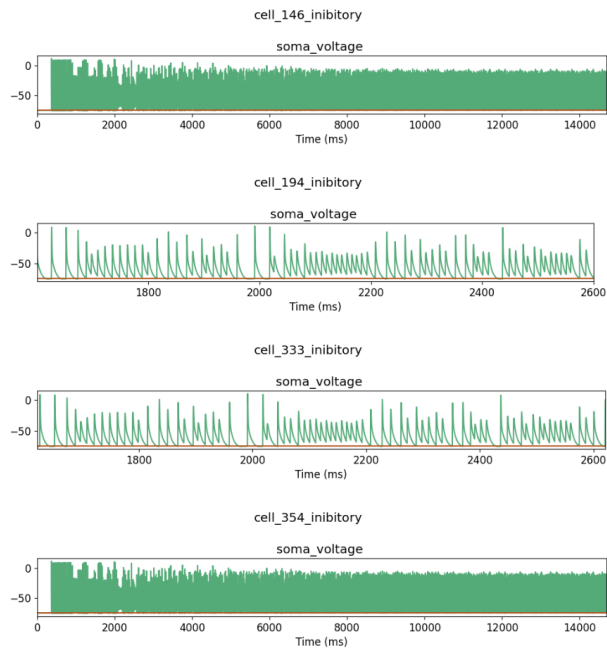 cell_146_inibitory
soma_voltage
0
−50
0 2000 4000 6000 8000 10000 12000 14000
Time (ms)
cell_194_inibitory
soma_voltage
0
−50
1800 2000 2200 2400 2600
Time (ms)
cell_333_inibitory
soma_voltage
0
−50
1800 2000 2200 2400 2600
Time (ms)
cell_354_inibitory
soma_voltage
0
−50
0 2000 4000 6000 8000 10000 12000 14000
Time (ms)